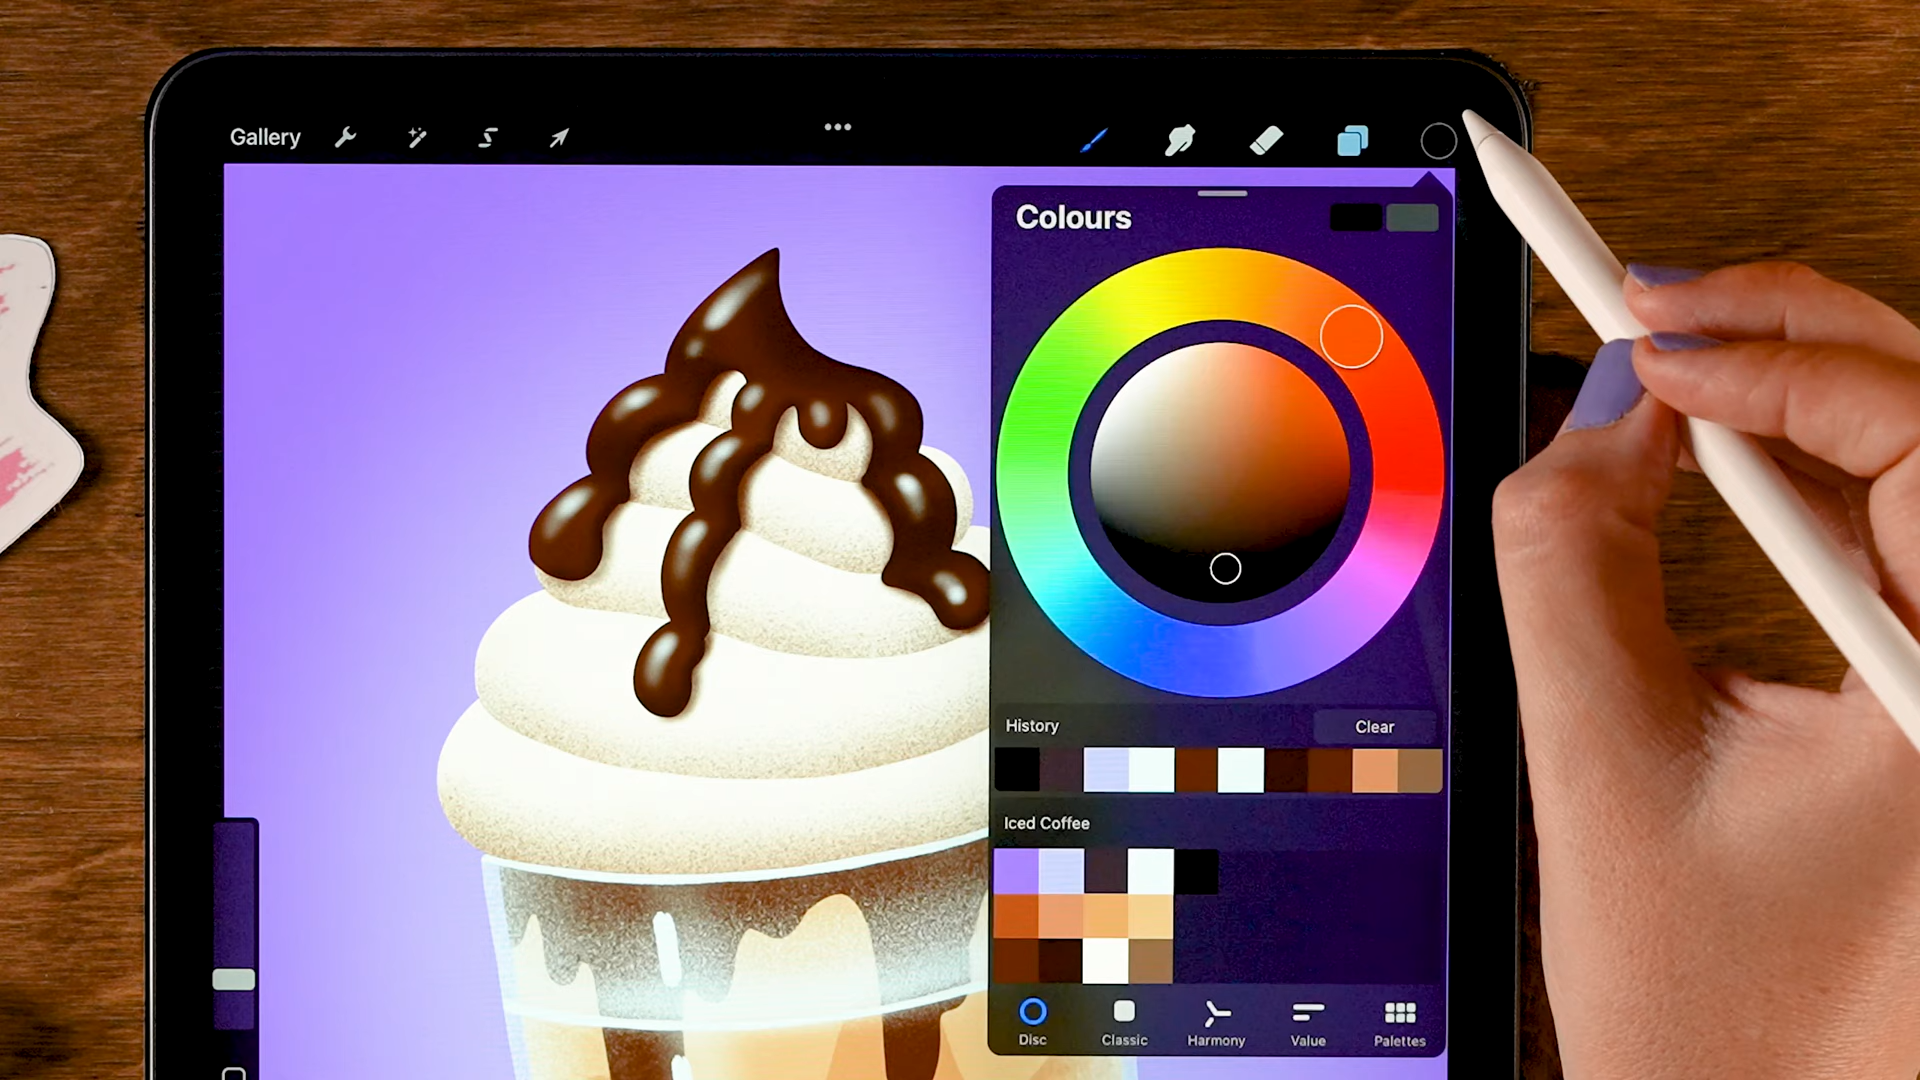 Gallery
Colours
History
Clear
Iced Coffee
Disc
Classic
Harmony
Value
Palettes